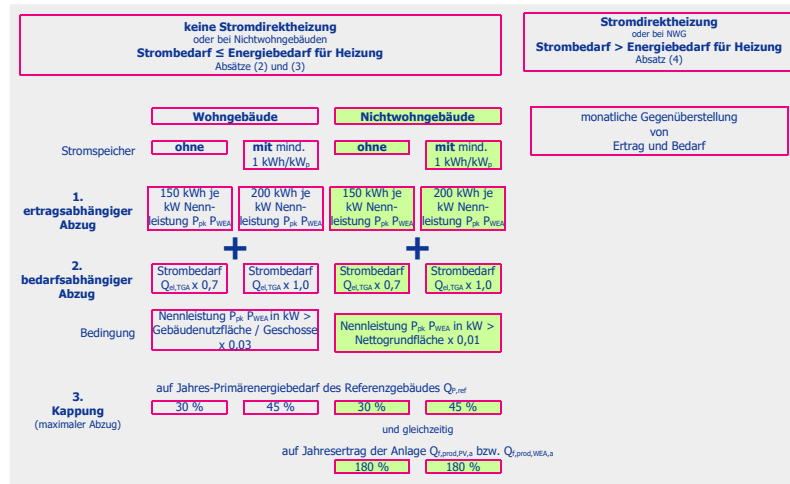 keine Stromdirektheizung
oder bei Nichtwohngebäuden
Strombedarf ≤ Energiebedarf für Heizung
Absätze (2) und (3)
Stromdirektheizung
oder bei NWG
Strombedarf > Energiebedarf für Heizung
Absatz (4)
Wohngebäude
Nichtwohngebäude
monatliche Gegenüberstellung
von
Ertrag und Bedarf
Stromspeicher
ohne
mit mind.
1 kWh/kWp
ohne
mit mind.
1 kWh/kWp
1.
ertragsabhängiger
Abzug
150 kWh je
kW Nenn-
leistung Ppk PWEA
200 kWh je
kW Nenn-
leistung Ppk PWEA
150 kWh je
kW Nenn-
leistung Ppk PWEA
200 kWh je
kW Nenn-
leistung Ppk PWEA
+ +
2.
bedarfsabhängiger
Abzug
Strombedarf
Qel,TGA x 0,7
Strombedarf
Qel,TGA x 1,0
Strombedarf
Qel,TGA x 0,7
Strombedarf
Qel,TGA x 1,0
Bedingung
Nennleistung Ppk PWEA in kW >
Gebäudenutzfläche / Geschosse
x 0,03
Nennleistung Ppk PWEA in kW >
Nettogrundfläche x 0,01
3.
Kappung
(maximaler Abzug)
auf Jahres-Primärenergiebedarf des Referenzgebäudes QP,ref
30 % 45 % 30 % 45 %
und gleichzeitig
auf Jahresertrag der Anlage Qf,prod,PV,a bzw. Qf,prod,WEA,a
180 % 180 %